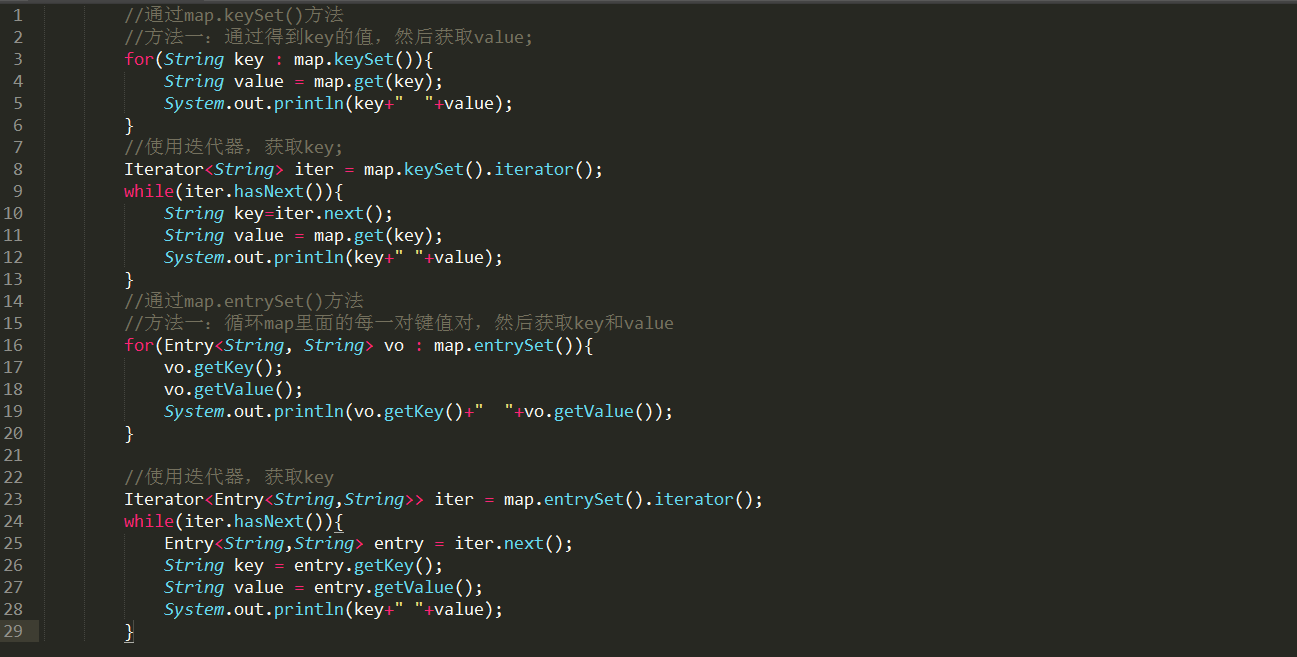 1 //通过map.keySet()方法
2 //方法一：通过得到key的值，然后获取value;
3 for(String key : map.keySet()){
4 String value = map.get(key);
5 System.out.println(key+"  "+value);
6 }
7 //使用迭代器，获取key;
8 Iterator<String> iter = map.keySet().iterator();
9 while(iter.hasNext()){
10 String key=iter.next();
11 String value = map.get(key);
12 System.out.println(key+" "+value);
13 }
14 //通过map.entrySet()方法
15 //方法一：循环map里面的每一对键值对，然后获取key和value
16 for(Entry<String, String> vo : map.entrySet()){
17 vo.getKey();
18 vo.getValue();
19 System.out.println(vo.getKey()+"  "+vo.getValue());
20 }
21
22 //使用迭代器，获取key
23 Iterator<Entry<String,String>> iter = map.entrySet().iterator();
24 while(iter.hasNext()){
25 Entry<String,String> entry = iter.next();
26 String key = entry.getKey();
27 String value = entry.getValue();
28 System.out.println(key+" "+value);
29 }